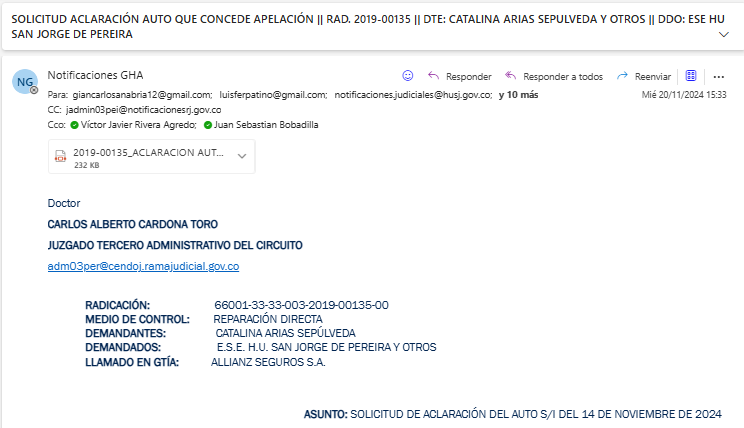 SOLICITUD ACLARACIÓN AUTO QUE CONCEDE APELACIÓN || RAD. 2019-00135 || DTE: CATALINA ARIAS SEPULVEDA Y OTROS || DDO: ESE HU
SAN JORGE DE PEREIRA
NG
Notificaciones GHA
Responder
Responder a todos
Reenviar
Para: giancarlosanabria12@gmail.com; luisferpatino@gmail.com; notificaciones.judiciales@husj.gov.co; y 10 más
Mié 20/11/2024 15:33
CC: jadmin03pei@notificacionesrj.gov.co
Cco: Víctor Javier Rivera Agredo; Juan Sebastian Bobadilla
2019-00135_ACLARACION AUT...
232 KB
Doctor
CARLOS ALBERTO CARDONA TORO
JUZGADO TERCERO ADMINISTRATIVO DEL CIRCUITO
adm03per@cendoj.ramajudicial.gov.co
RADICACIÓN: 66001-33-33-003-2019-00135-00
MEDIO DE CONTROL: REPARACIÓN DIRECTA
DEMANDANTES: CATALINA ARIAS SEPÚLVEDA
DEMANDADOS: E.S.E. H.U. SAN JORGE DE PEREIRA Y OTROS
LLAMADO EN GTÍA: ALLIANZ SEGUROS S.A.
ASUNTO: SOLICITUD DE ACLARACIÓN DEL AUTO S/I DEL 14 DE NOVIEMBRE DE 2024